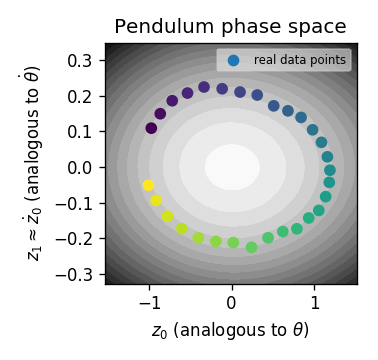 Pendulum phase space
real data points
0.3
0.2
0.1
0.0
−0.1
−0.2
−0.3
z₁ ≈ ż₀ (analogous to θ̇)
−1
0
1
z₀ (analogous to θ)